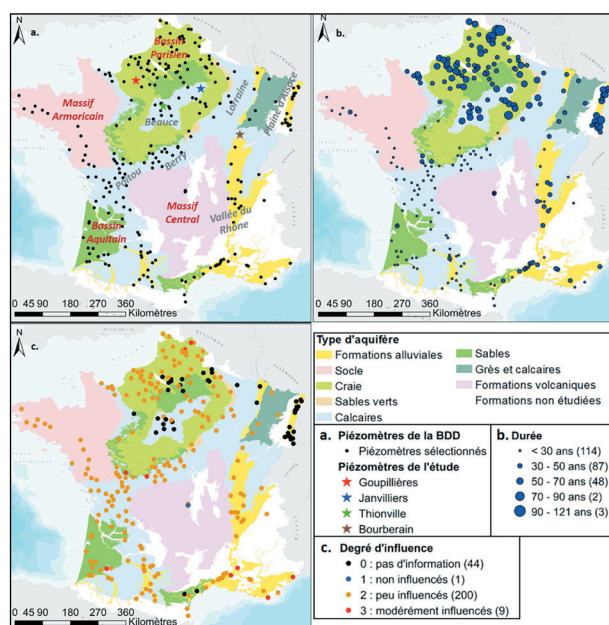 a.
N
Bassin
Parisien
Massif
Armoricain
Lorraine
Plaine d'Alsace
Beauce
Poitou
Berry
Massif
Central
Bassin
Aquitain
Vallée du
Rhône
0 45 90 180 270 360
Kilomètres
b.
N
0 45 90 180 270 360
Kilomètres
c.
N
0 45 90 180 270 360
Kilomètres
Type d'aquifère
Formations alluviales
Socle
Craie
Sables verts
Calcaires
Sables
Grès et calcaires
Formations volcaniques
Formations non étudiées
a. Piézomètres de la BDD
Piézomètres sélectionnés
Piézomètres de l'étude
Goupillières
Janvilliers
Thionville
Bourberain
b. Durée
< 30 ans (114)
30 - 50 ans (87)
50 - 70 ans (48)
70 - 90 ans (2)
90 - 121 ans (3)
c. Degré d'influence
0 : pas d'information (44)
1 : non influencés (1)
2 : peu influencés (200)
3 : modérément influencés (9)